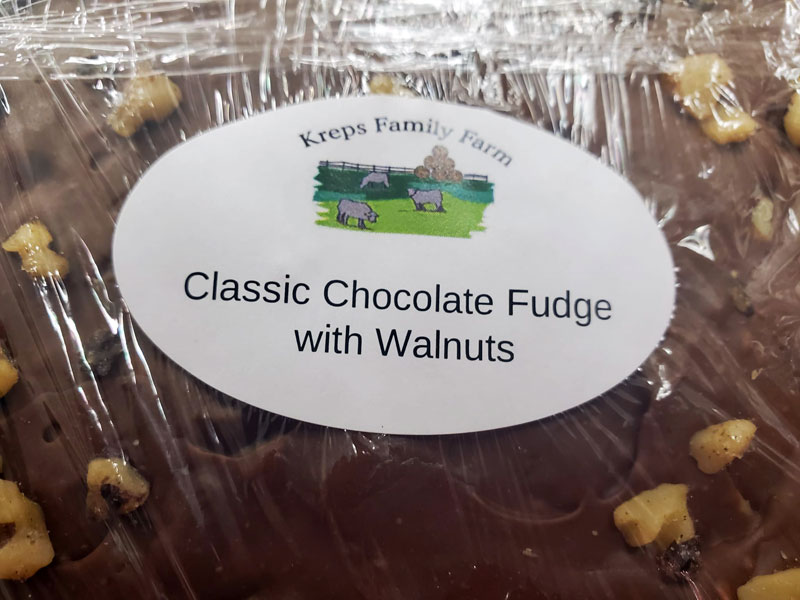 Kreps Family Farm
Classic Chocolate Fudge
with Walnuts